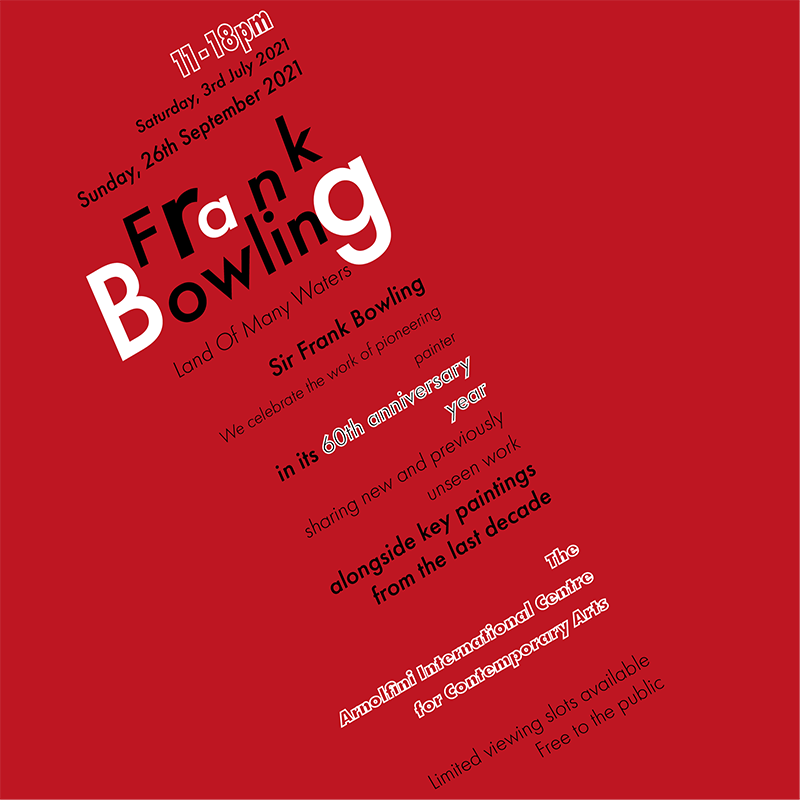 11-18pm
Saturday, 3rd July 2021
Sunday, 26th September 2021
Frank
Bowling
Land Of Many Waters
Sir Frank Bowling
We celebrate the work of pioneering
painter
in its 60th anniversary
year
sharing new and previously
unseen work
alongside key paintings
from the last decade
The
Arnolfini International Centre
for Contemporary Arts
Limited viewing slots available
Free to the public